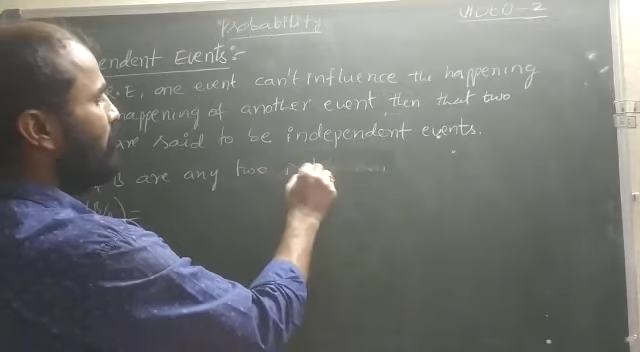 Probability
VIDEO-2
endent Events:-
R.E, one event can't influence the happening
happening of another event, then that two
are said to be independent events.
B are any two